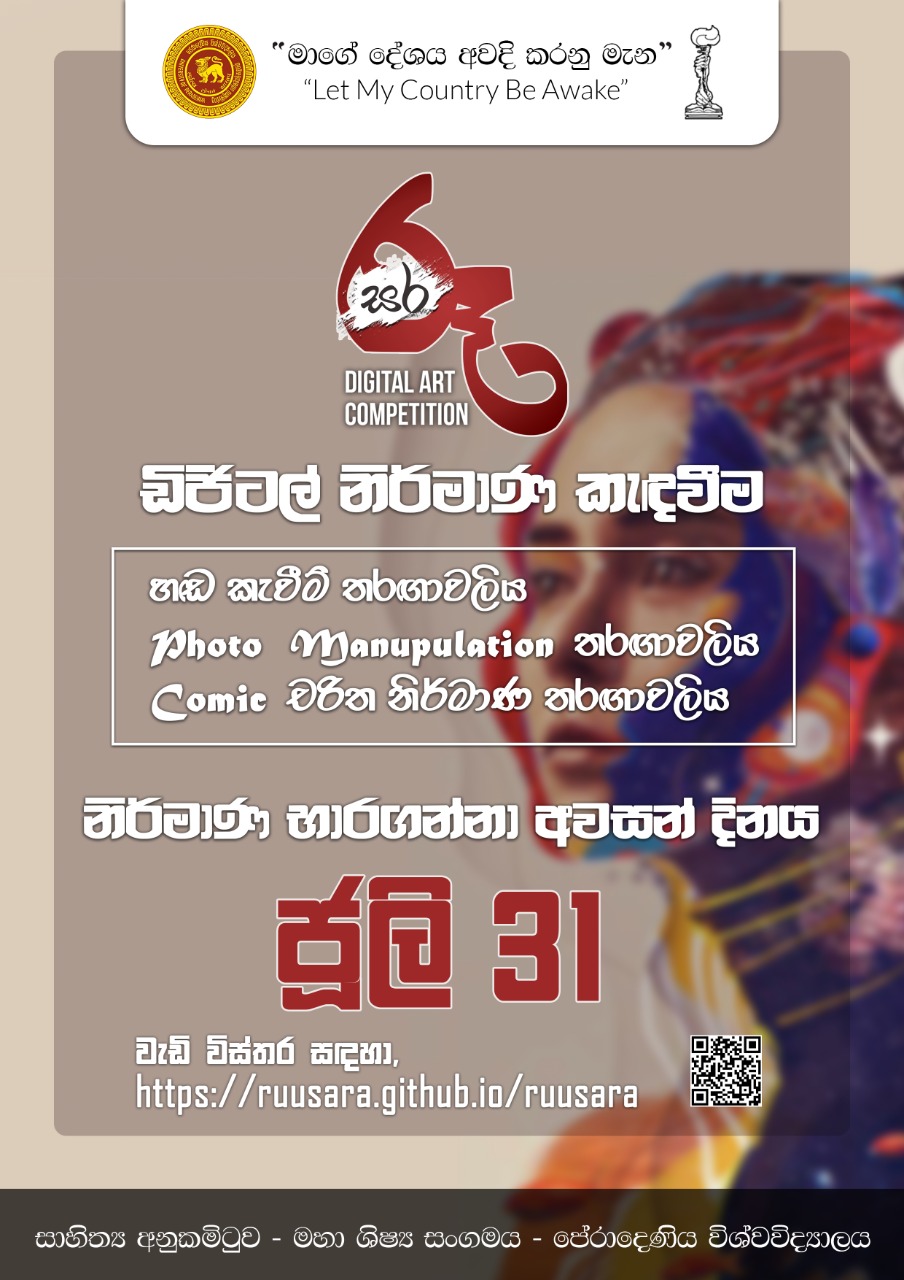 “මාගේ දේශය අවදි කරනු මැන”
“Let My Country Be Awake”
රූ
සර
DIGITAL ART
COMPETITION
ඩිජිටල් නිර්මාණ කැඳවීම
හඬ කැවීම් තරඟාවලිය
Photo Manupulation තරඟාවලිය
Comic චරිත නිර්මාණ තරඟාවලිය
නිර්මාණ භාරගන්නා අවසන් දිනය
ජූලි 31
වැඩි විස්තර සඳහා,
https://ruusara.github.io/ruusara
සාහිත්‍ය අනුකමිටුව - මහා ශිෂ්‍ය සංගමය - පේරාදෙණිය විශ්වවිද්‍යාලය